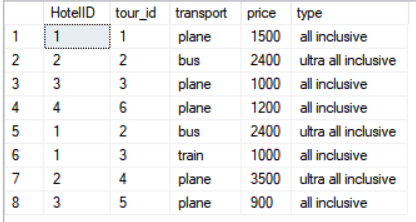 HotelID tour_id transport price type
1 1 1 plane 1500 all inclusive
2 2 2 bus 2400 ultra all inclusive
3 3 3 plane 1000 all inclusive
4 4 6 plane 1200 all inclusive
5 1 2 bus 2400 ultra all inclusive
6 1 3 train 1000 all inclusive
7 2 4 plane 3500 ultra all inclusive
8 3 5 plane 900 all inclusive